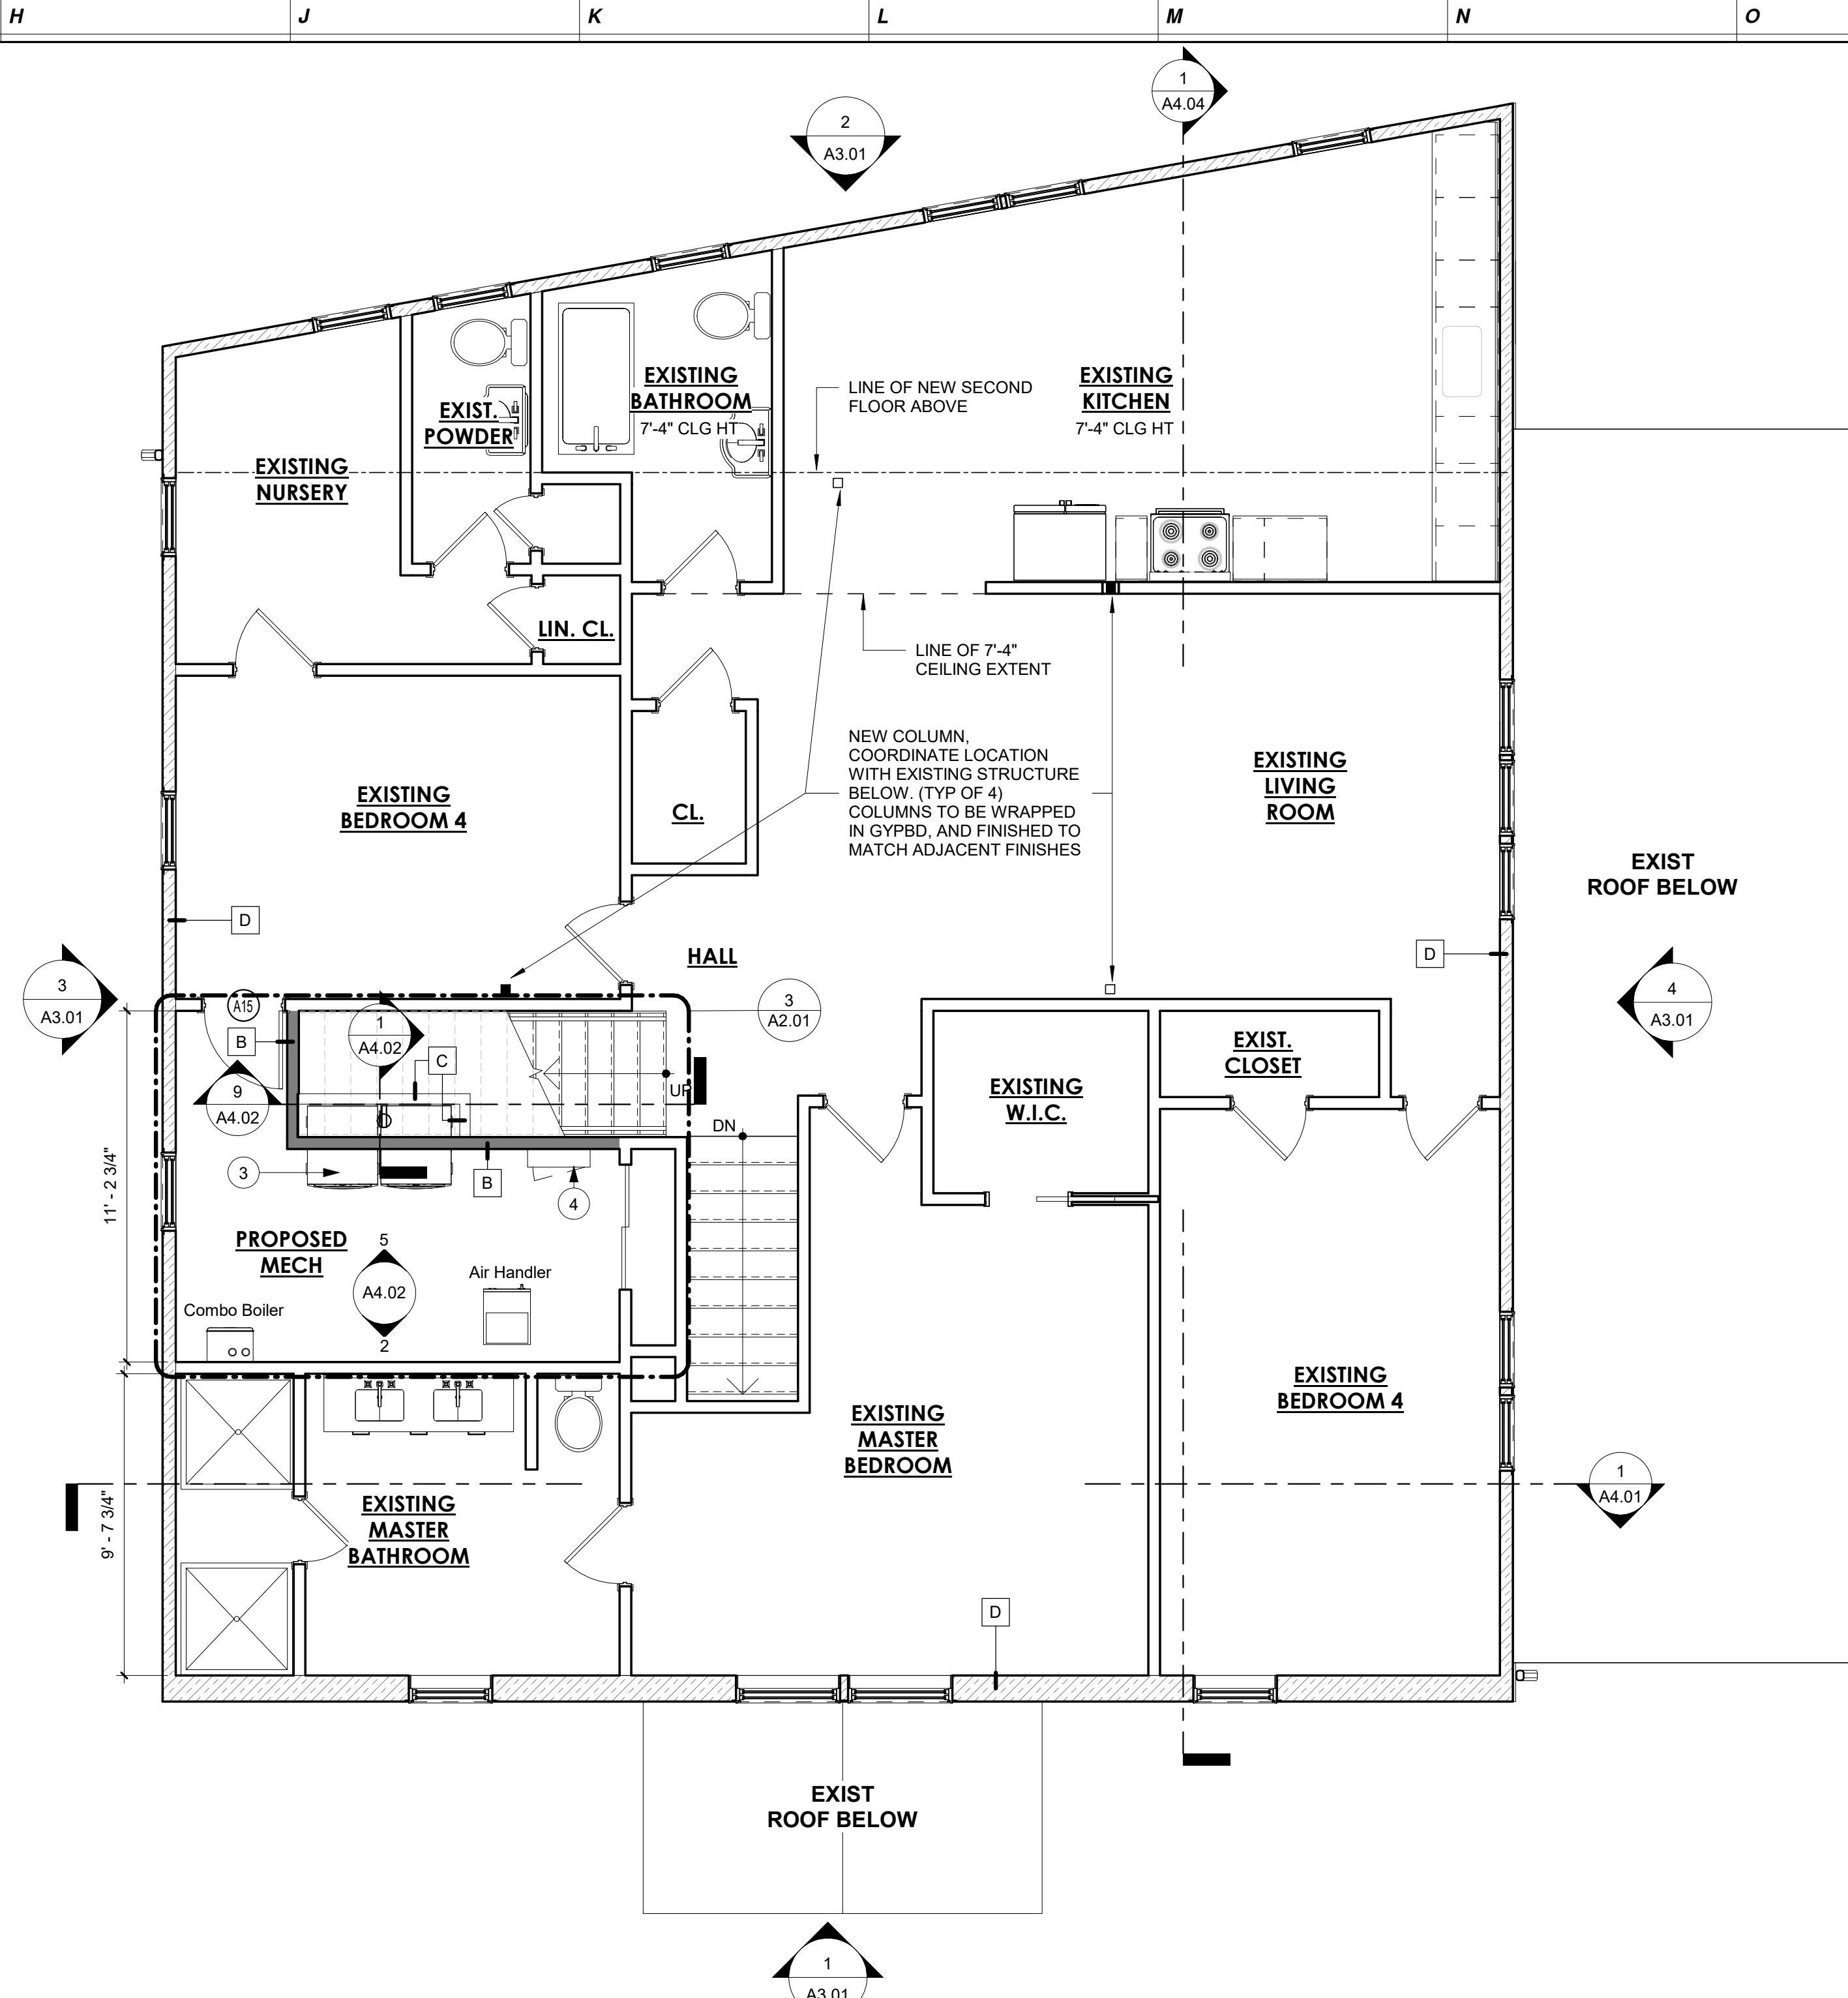 H J K L M N O
1
A4.04
2
A3.01
EXISTING
BATHROOM
7'-4" CLG HT
EXIST.
POWDER
LINE OF NEW SECOND
FLOOR ABOVE
EXISTING
KITCHEN
7'-4" CLG HT
EXISTING
NURSERY
LIN. CL.
LINE OF 7'-4"
CEILING EXTENT
NEW COLUMN,
COORDINATE LOCATION
WITH EXISTING STRUCTURE
BELOW. (TYP OF 4)
COLUMNS TO BE WRAPPED
IN GYPBD, AND FINISHED TO
MATCH ADJACENT FINISHES
EXISTING
LIVING
ROOM
EXISTING
BEDROOM 4
CL.
EXIST
ROOF BELOW
D
HALL
D
3
A3.01
A15
3
A2.01
4
A3.01
B
1
A4.02
C
EXIST.
CLOSET
9
A4.02
UP
EXISTING
W.I.C.
DN
11' - 2 3/4"
3
B
4
PROPOSED
MECH
5
A4.02
2
Air Handler
Combo Boiler
EXISTING
BEDROOM 4
EXISTING
MASTER
BEDROOM
9' - 7 3/4"
EXISTING
MASTER
BATHROOM
1
A4.01
D
EXIST
ROOF BELOW
1
A3.01